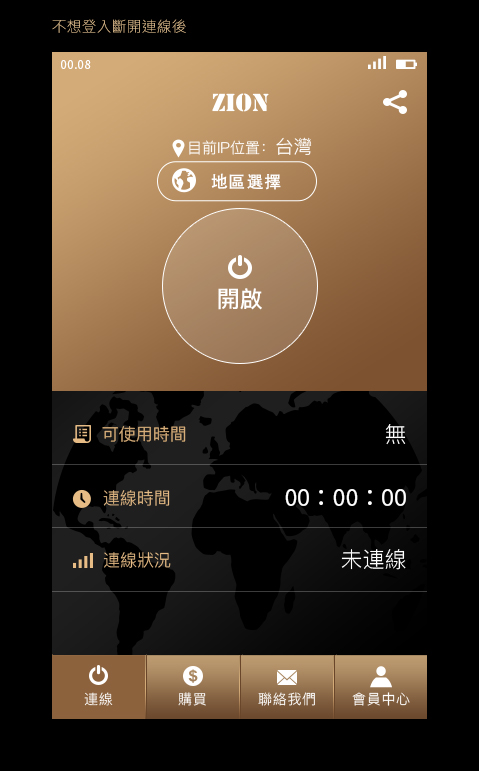 不想登入斷開連線後
00.08
ZION
目前IP位置：台灣
地區選擇
開啟
可使用時間 無
連線時間 00：00：00
連線狀況 未連線
連線 購買 聯絡我們 會員中心